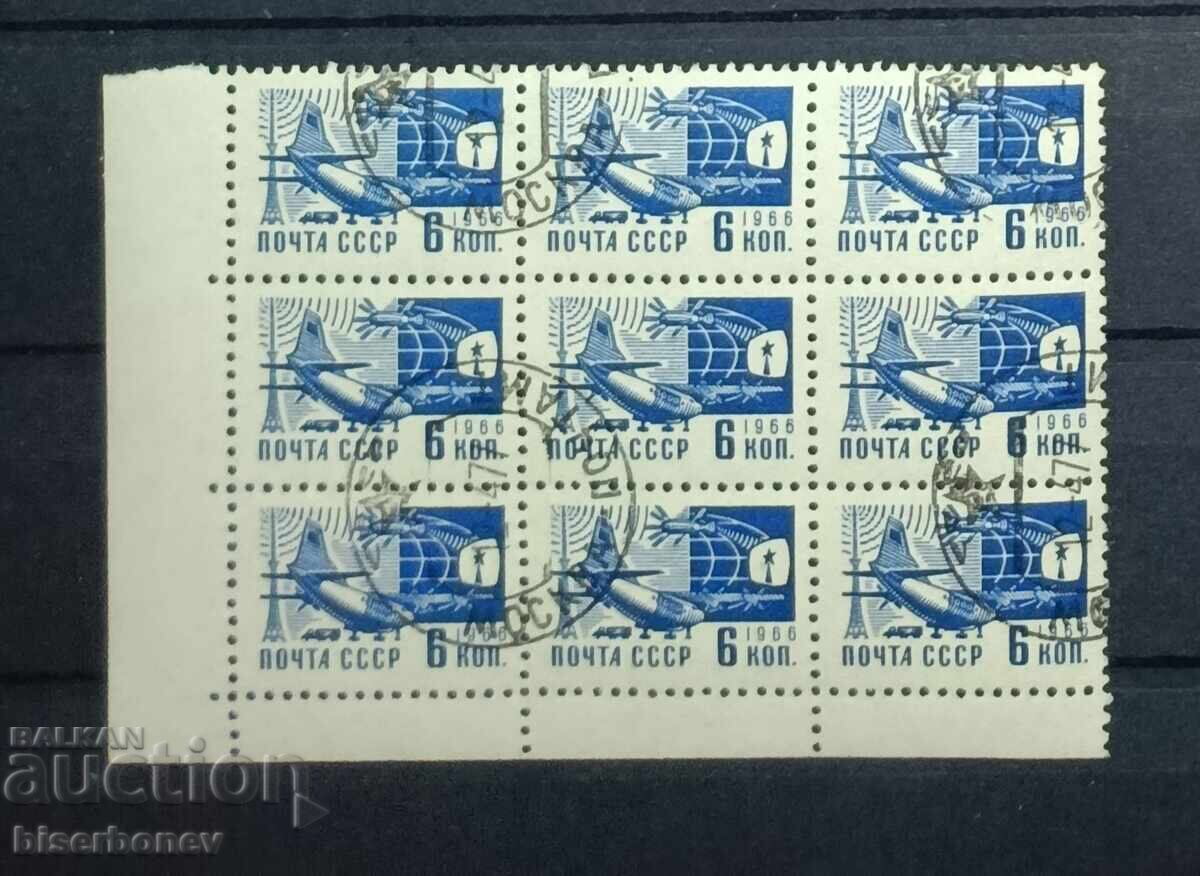 1966 1966 1966
ПОЧТА СССР 6 КОП. ПОЧТА СССР 6 КОП. ПОЧТА СССР 6 КОП.
1966 1966 1966
ПОЧТА СССР 6 КОП. ПОЧТА СССР 6 КОП. ПОЧТА СССР 6 КОП.
1966 1966 1966
ПОЧТА СССР 6 КОП. ПОЧТА СССР 6 КОП. ПОЧТА СССР 6 КОП.
BALKAN
auction
biserbonev